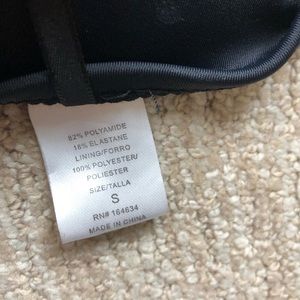 82% POLYAMIDE
18% ELASTANE
LINING/FORRO
100% POLYESTER/
POLIESTER
SIZE/TALLA
S
RN# 164634
MADE IN CHINA